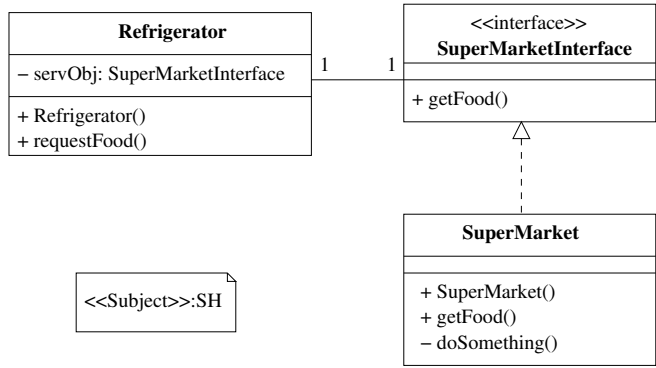 Refrigerator
− servObj: SuperMarketInterface
+ Refrigerator()
+ requestFood()
1
1
<<interface>>
SuperMarketInterface
+ getFood()
SuperMarket
+ SuperMarket()
+ getFood()
− doSomething()
<<Subject>>:SH